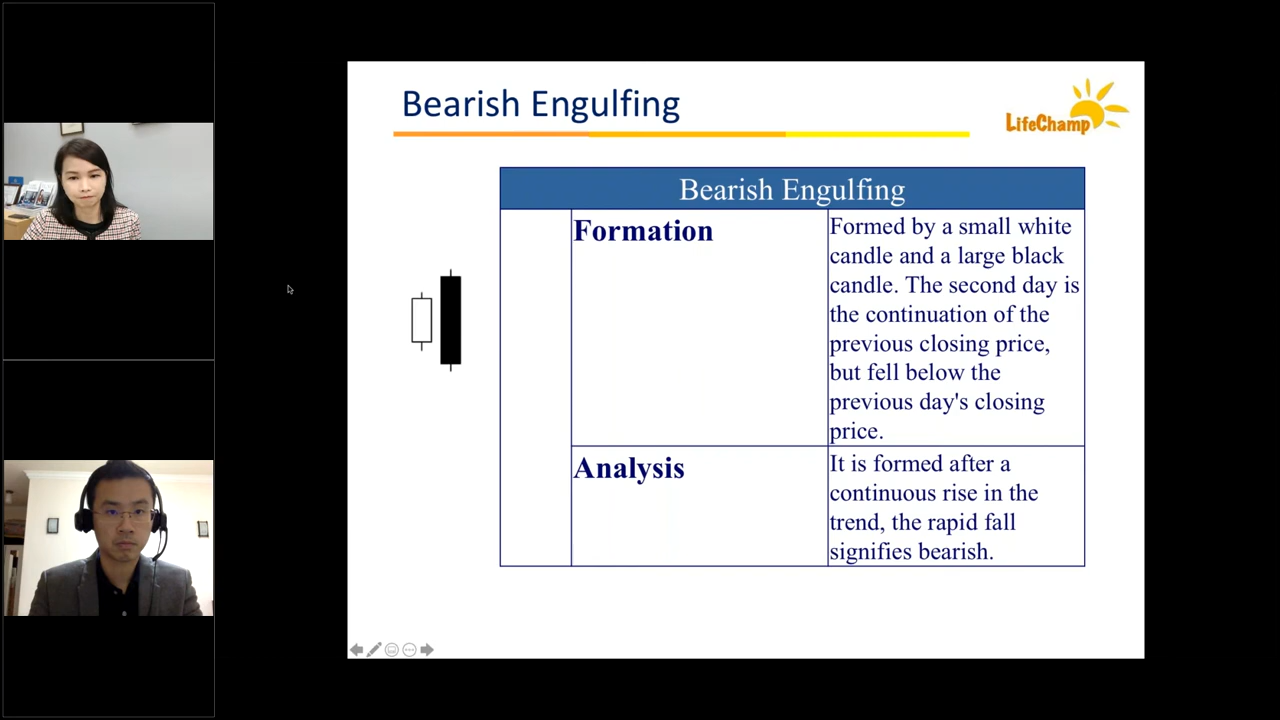 Bearish Engulfing
LifeChamp
Bearish Engulfing
Formation
Formed by a small white
candle and a large black
candle. The second day is
the continuation of the
previous closing price,
but fell below the
previous day's closing
price.
Analysis
It is formed after a
continuous rise in the
trend, the rapid fall
signifies bearish.